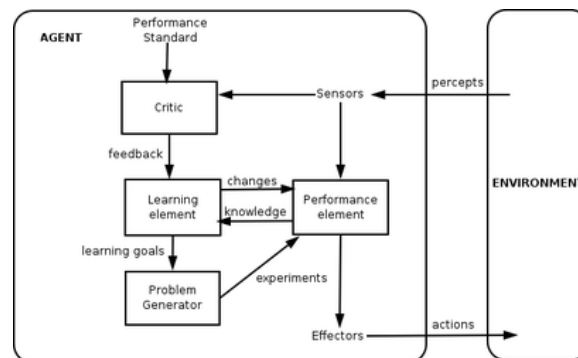 AGENT
Performance
Standard
Critic
Sensors
percepts
feedback
Learning
element
changes
knowledge
Performance
element
ENVIRONMENT
learning goals
Problem
Generator
experiments
Effectors
actions